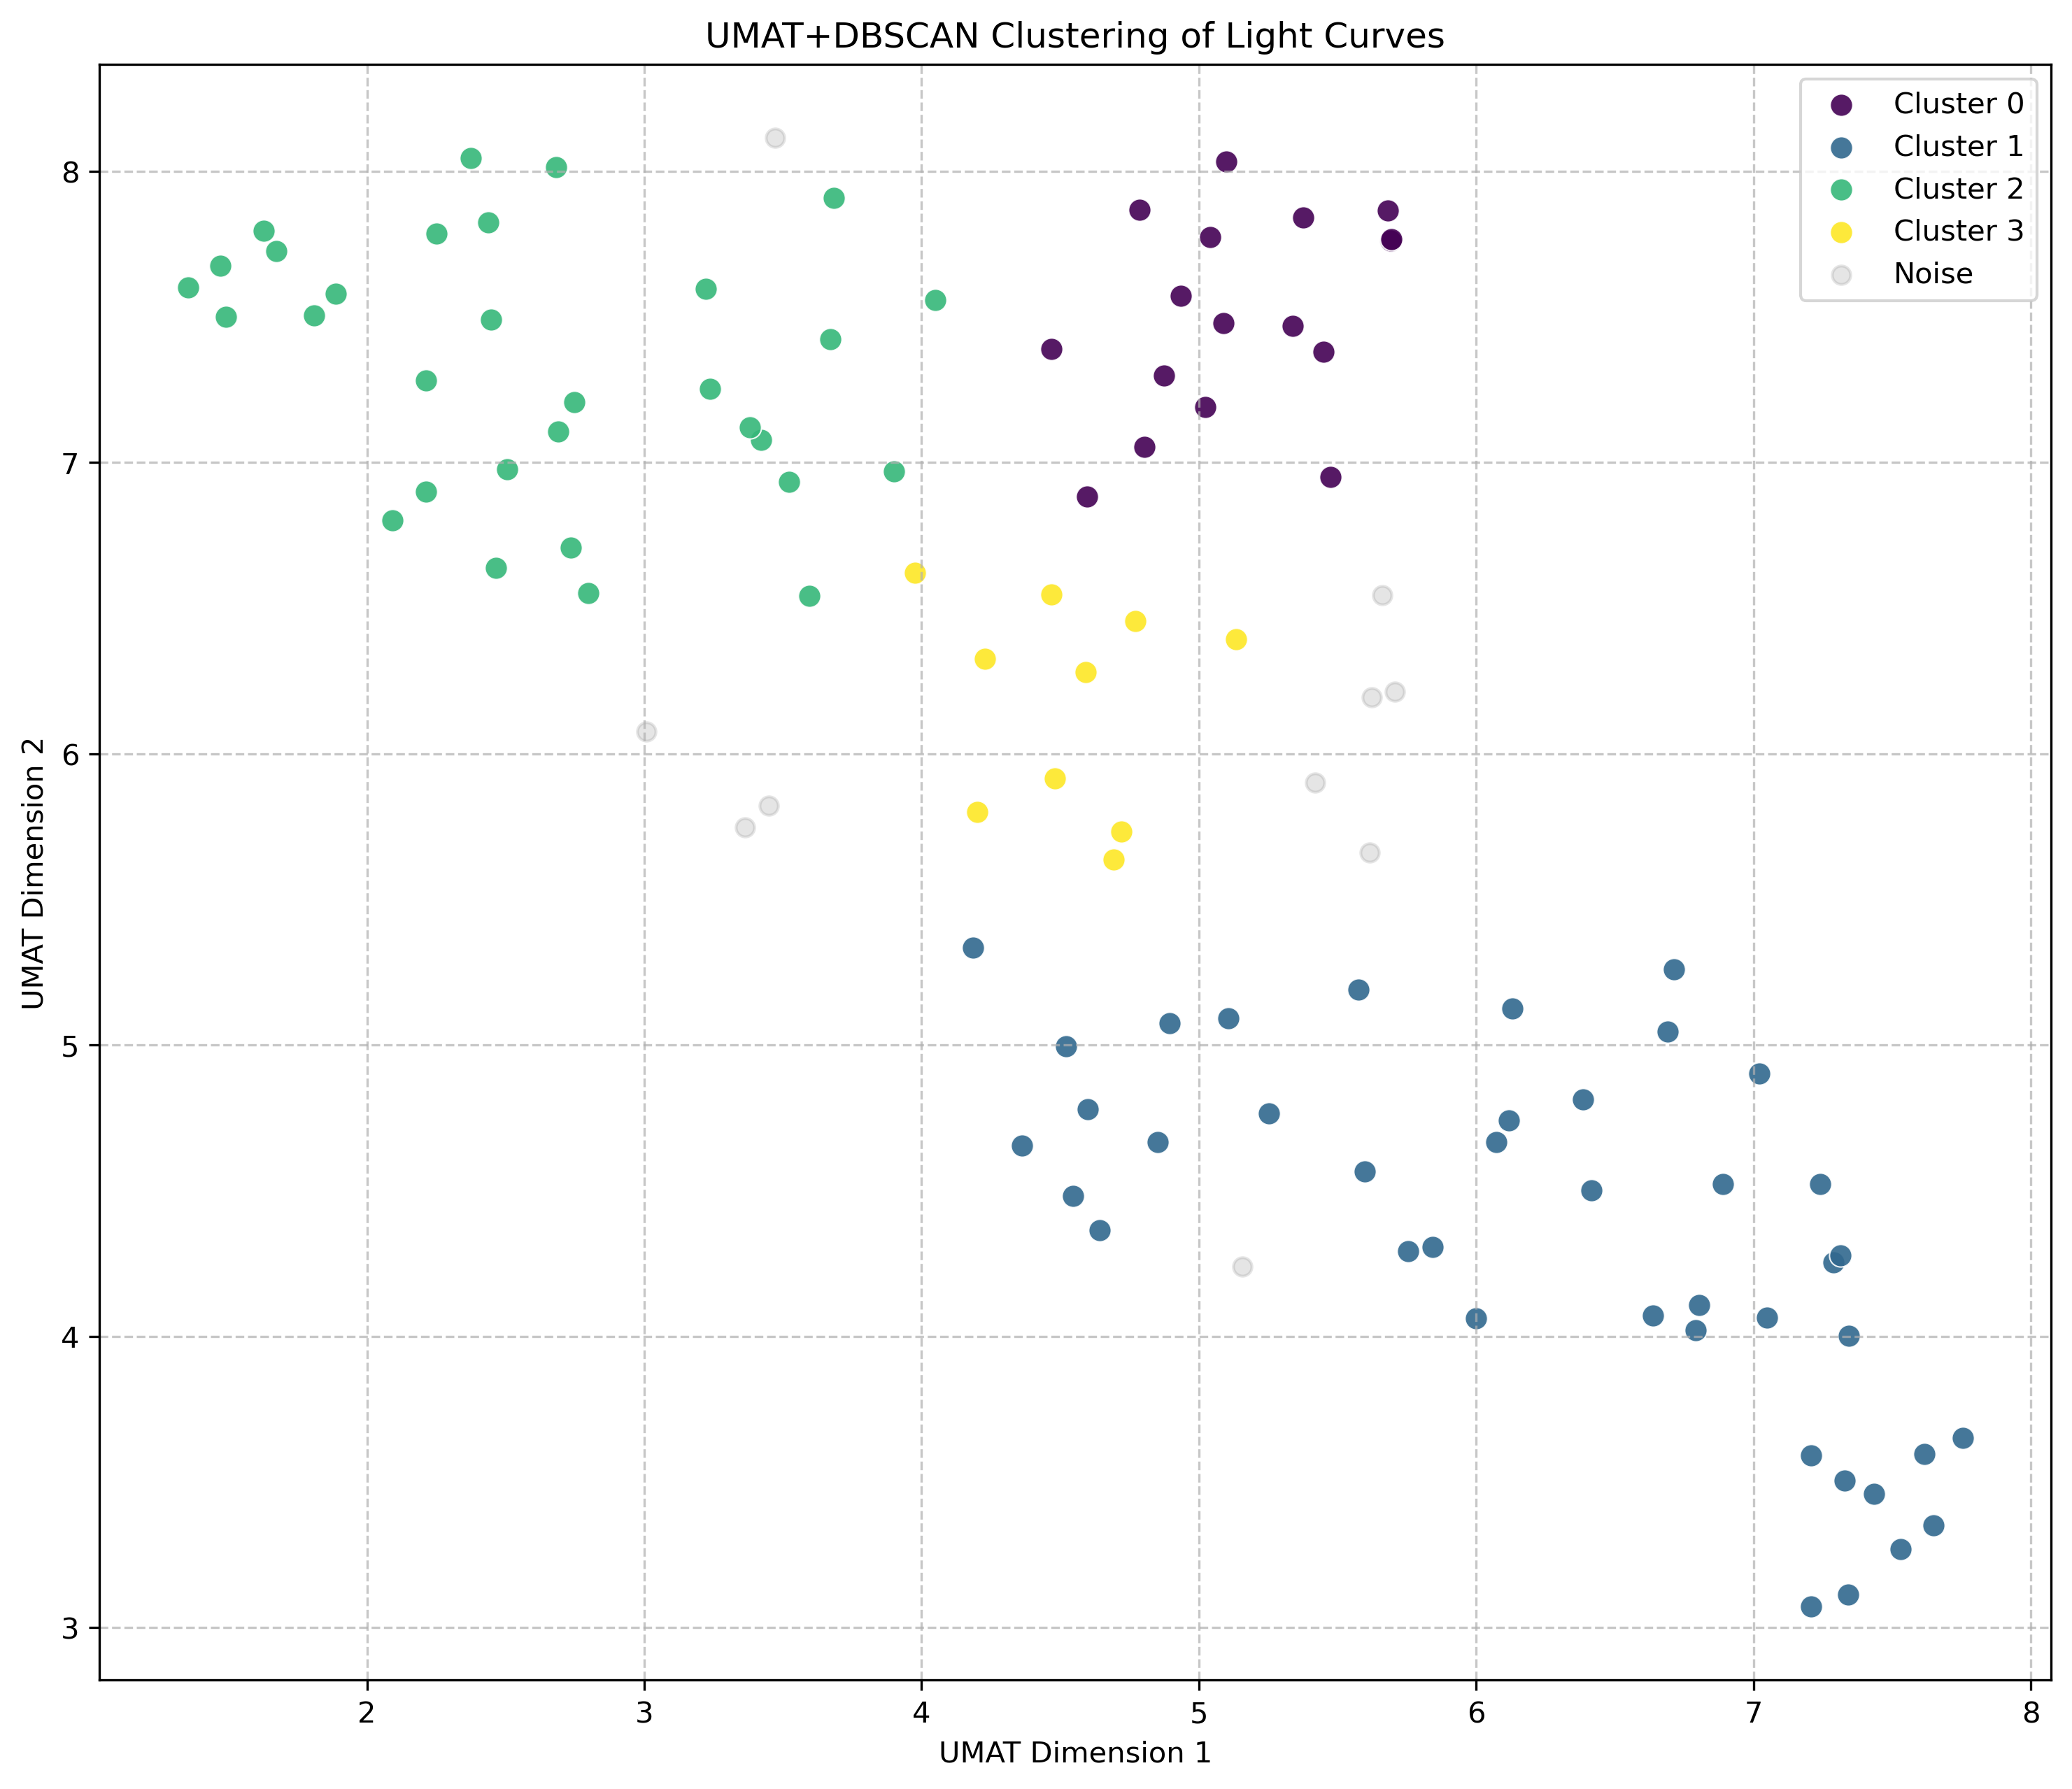 UMAT+DBSCAN Clustering of Light Curves
Cluster 0
Cluster 1
Cluster 2
Cluster 3
Noise
8
7
6
5
4
3
UMAT Dimension 2
2
3
4
5
6
7
8
UMAT Dimension 1